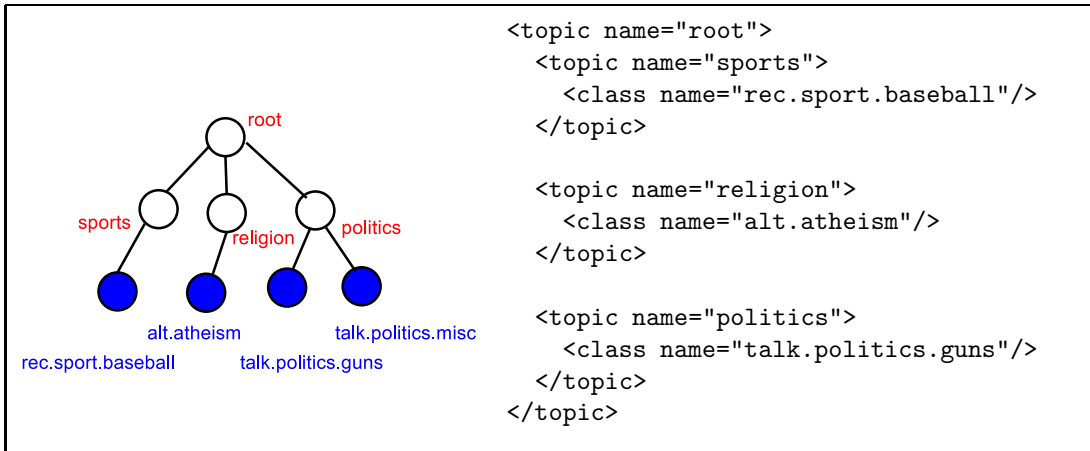 root
sports
religion
politics
alt.atheism
talk.politics.misc
rec.sport.baseball
talk.politics.guns
<topic name="root">
<topic name="sports">
<class name="rec.sport.baseball"/>
</topic>
<topic name="religion">
<class name="alt.atheism"/>
</topic>
<topic name="politics">
<class name="talk.politics.guns"/>
</topic>
</topic>